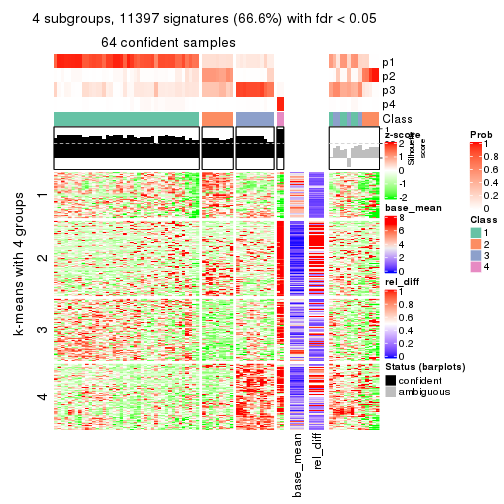 4 subgroups, 11397 signatures (66.6%) with fdr < 0.05
64 confident samples
p1
p2
p3
p4
Class
1
Silhouette
score
z-score
2
1
0
-1
-2
Prob
1
0.8
0.6
0.4
0.2
0
base_mean
8
6
4
2
0
Class
1
2
3
4
rel_diff
1
0.8
0.6
0.4
0.2
0
Status (barplots)
confident
ambiguous
k-means with 4 groups
1
2
3
4
base_mean
rel_diff